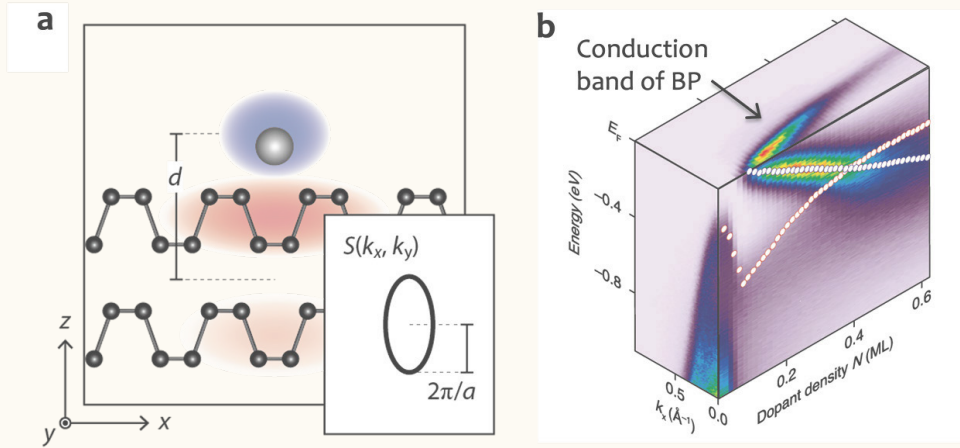 a
d
S(kx, ky)
2π/a
z
x
y
b
Conduction
band of BP
EF
−0.4
−0.8
Energy (eV)
0.5
0.0
kx (Å−1)
0.2
0.4
0.6
Dopant density N (ML)